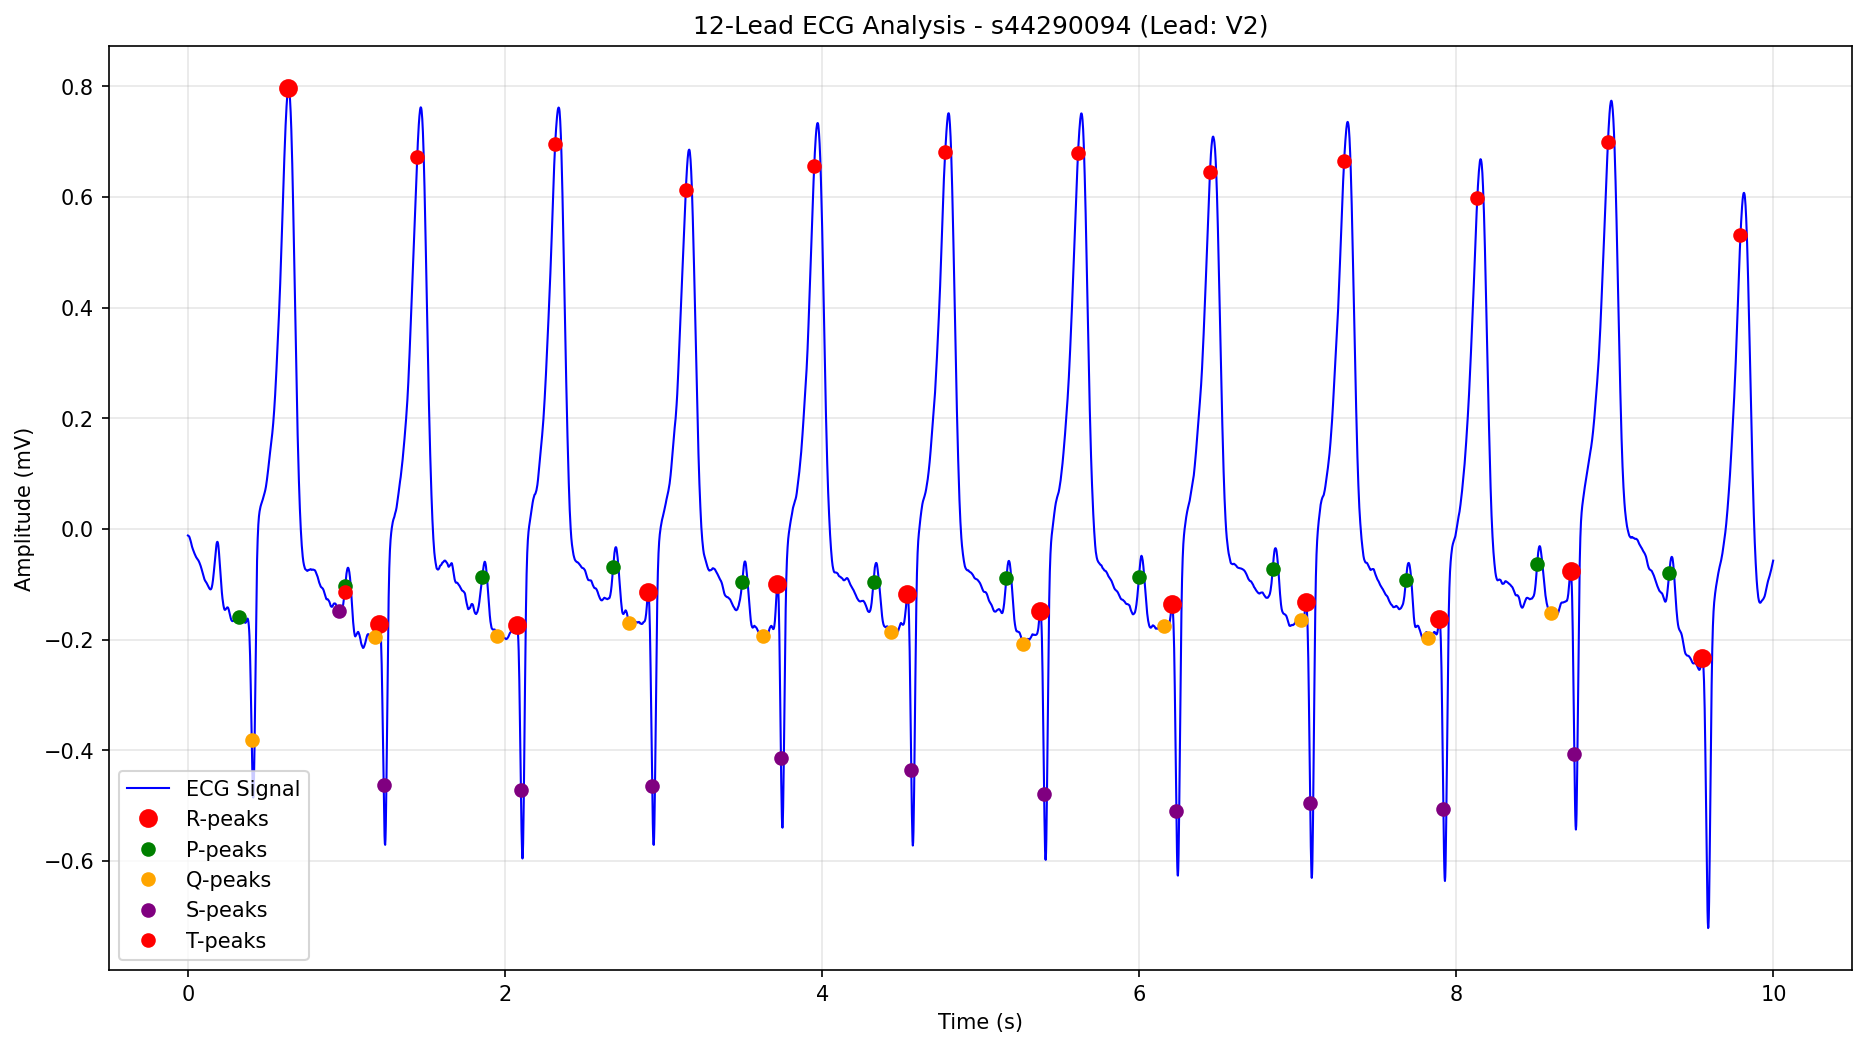 12-Lead ECG Analysis - s44290094 (Lead: V2)
Amplitude (mV)
0.8
0.6
0.4
0.2
0.0
−0.2
−0.4
−0.6
ECG Signal
R-peaks
P-peaks
Q-peaks
S-peaks
T-peaks
0 2 4 6 8 10
Time (s)